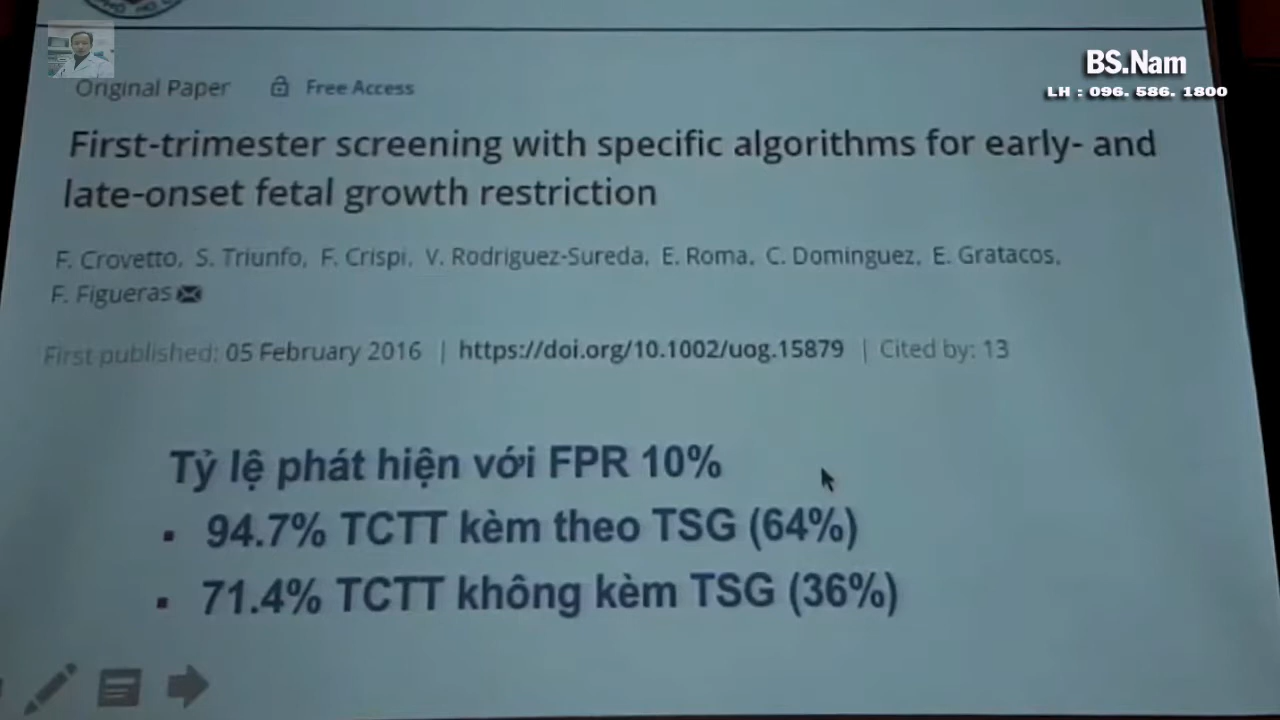 BS.Nam
LH : 096. 586. 1800
Original Paper Free Access
First-trimester screening with specific algorithms for early- and
late-onset fetal growth restriction
F. Crovetto, S. Triunfo, F. Crispi, V. Rodriguez-Sureda, E. Roma, C. Dominguez, E. Gratacos,
F. Figueras
First published: 05 February 2016 | https://doi.org/10.1002/uog.15879 | Cited by: 13
Tỷ lệ phát hiện với FPR 10%
▪ 94.7% TCTT kèm theo TSG (64%)
▪ 71.4% TCTT không kèm TSG (36%)